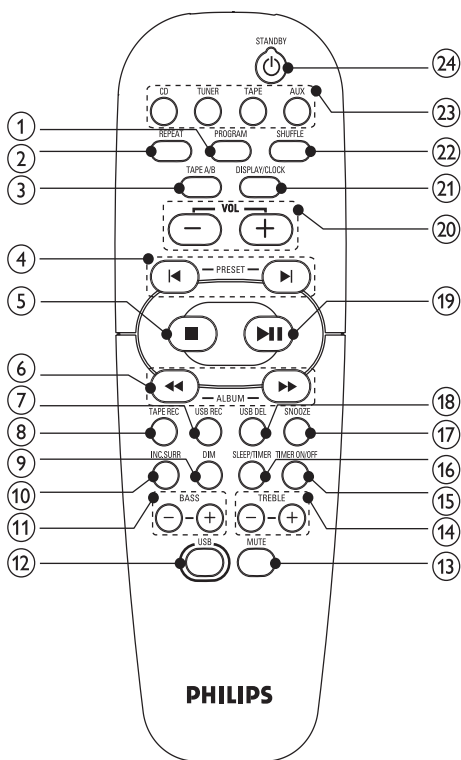 STANDBY
24
CD TUNER TAPE AUX
23
1
REPEAT PROGRAM SHUFFLE
2
22
TAPE A/B DISPLAY/CLOCK
3
21
VOL
− +
20
4
PRESET
5
19
6
ALBUM
7
18
TAPE REC USB REC USB DEL SNOOZE
8
17
9
INC.SURR DIM SLEEP/TIMER TIMER ON/OFF
16
10
15
BASS TREBLE
− + − +
11
14
USB MUTE
12
13
PHILIPS